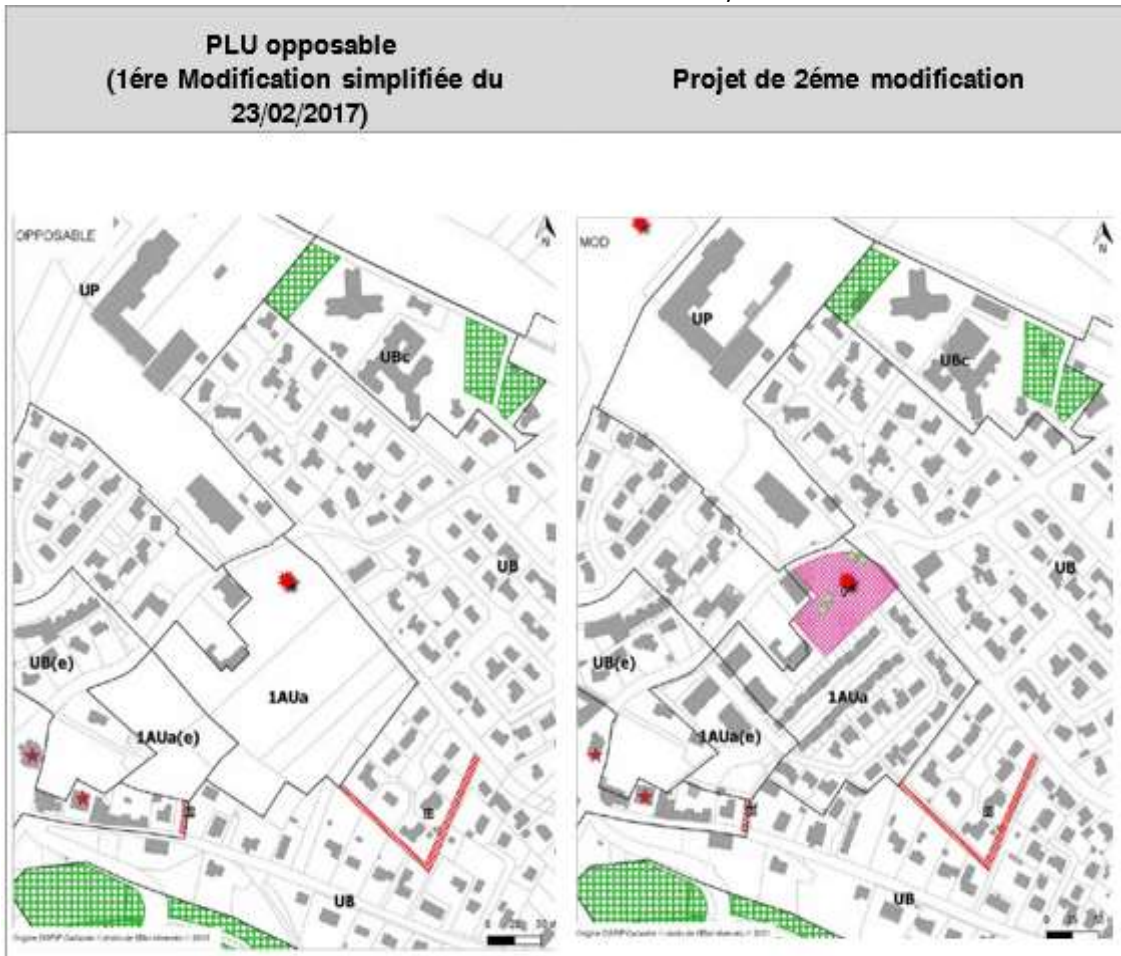 PLU opposable
(1ére Modification simplifiée du
23/02/2017)
Projet de 2éme modification
OPPOSABLE
N
UP
UBc
UB
UB(e)
1AUa
1AUa(e)
UB
MOD
N
UP
UBc
UB
UB(e)
1AUa
1AUa(e)
UB